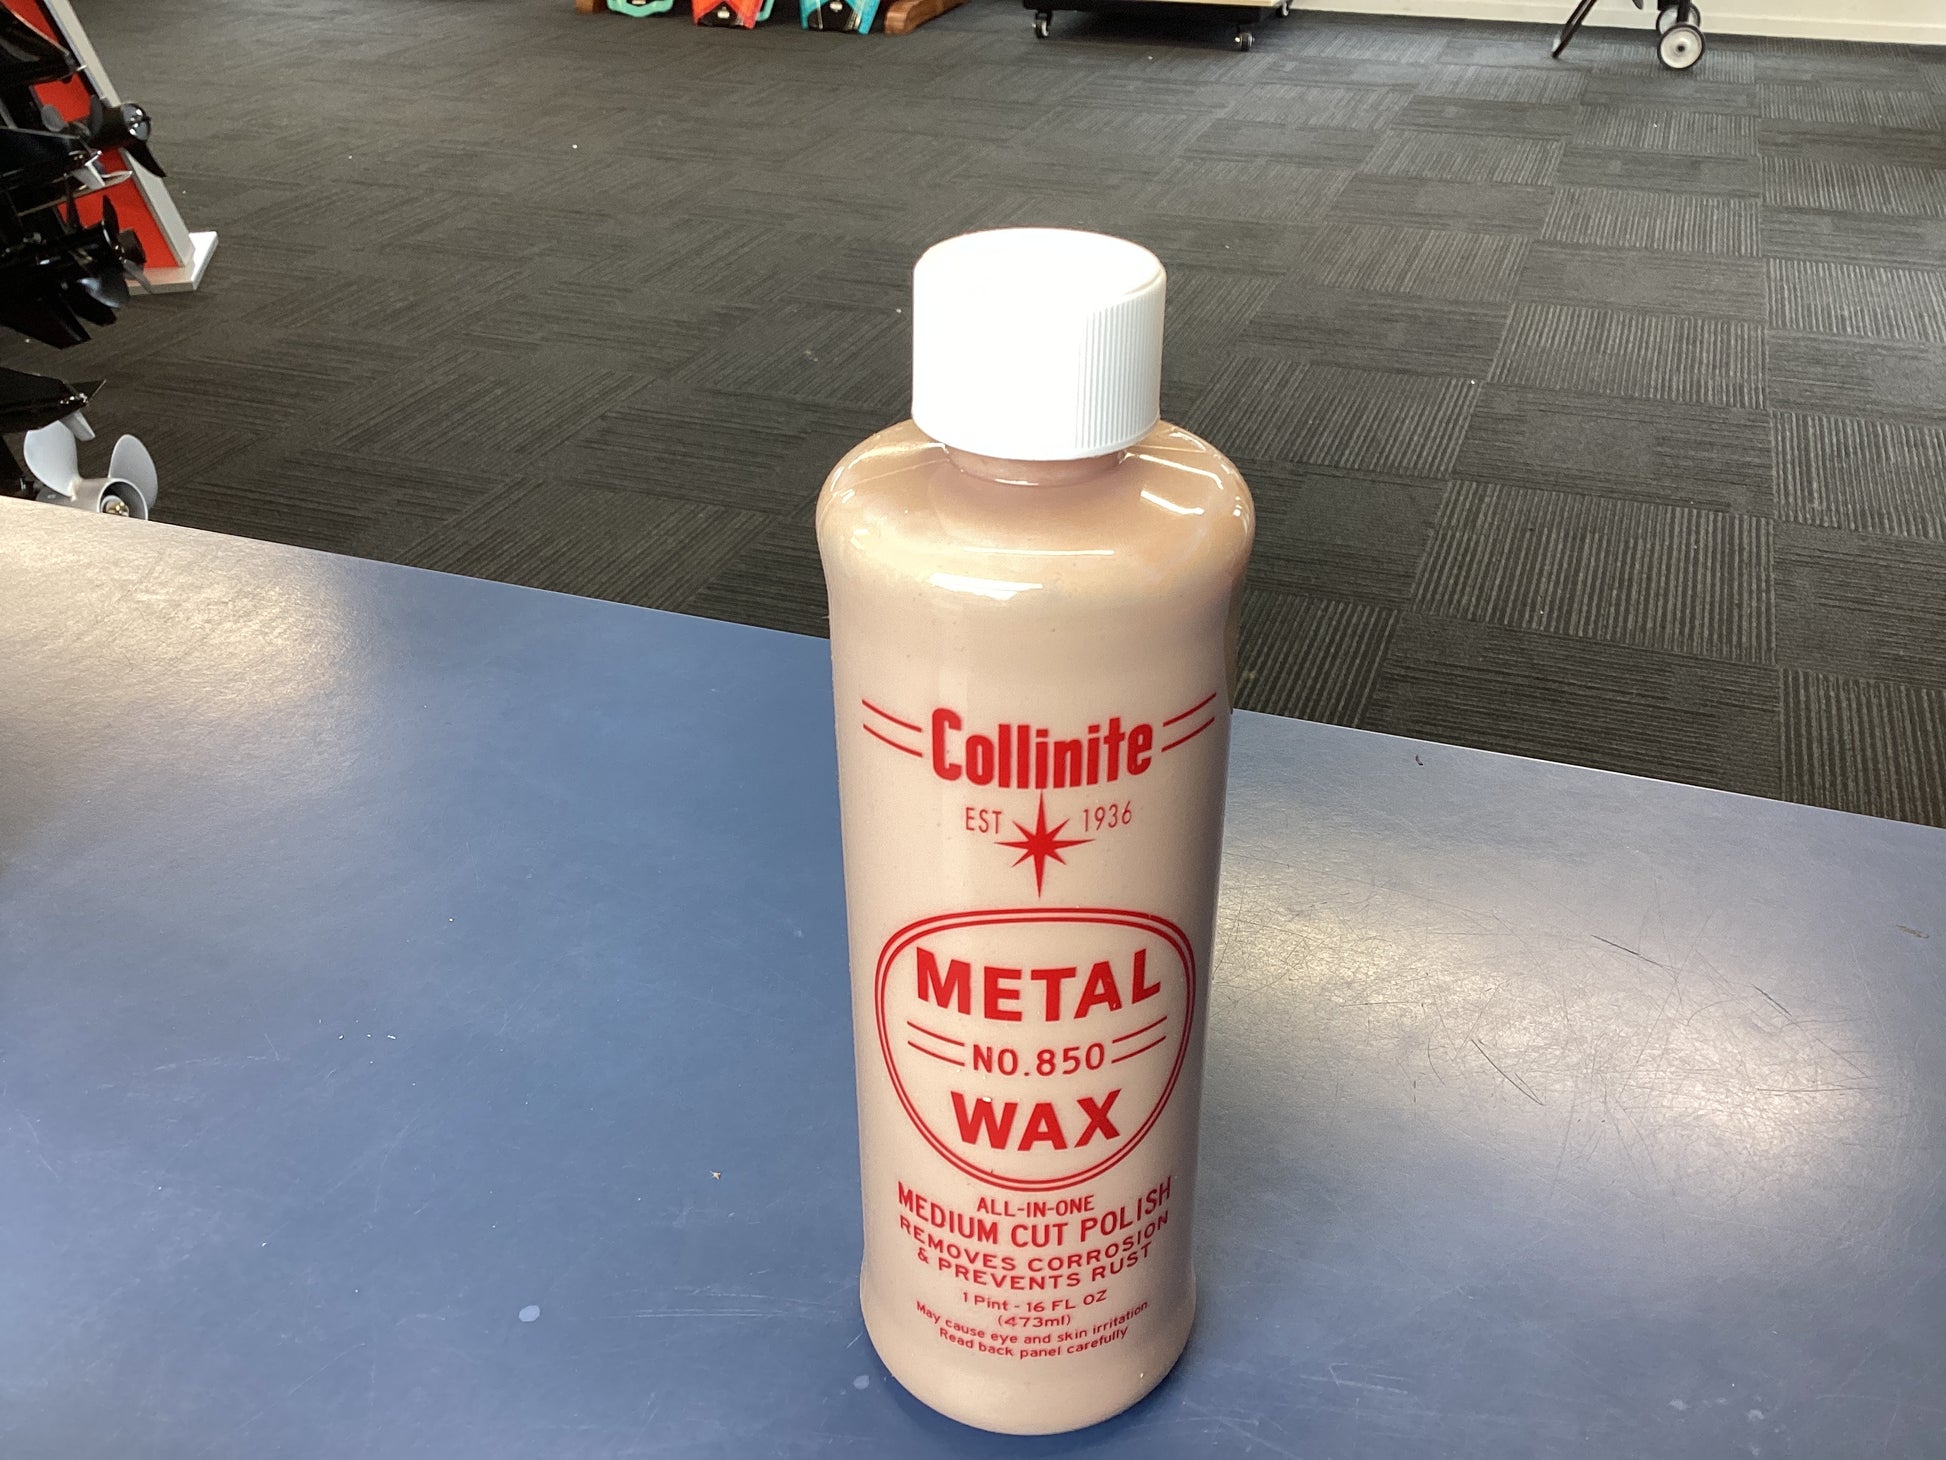 Collinite
EST 1936
METAL
NO.850
WAX
ALL-IN-ONE
MEDIUM CUT POLISH
REMOVES CORROSION
& PREVENTS RUST
1 Pint - 16 FL OZ
(473ml)
May cause eye and skin irritation.
Read back panel carefully